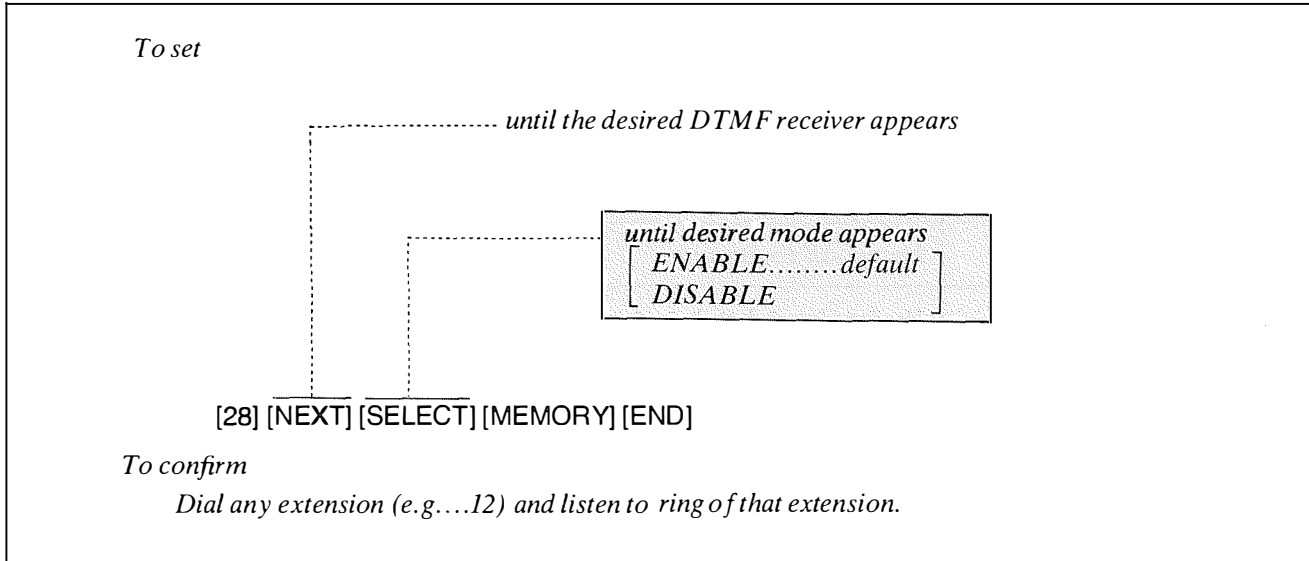 To set
until the desired DTMF receiver appears
until desired mode appears
ENABLE........default
DISABLE
[28] [NEXT] [SELECT] [MEMORY] [END]
To confirm
Dial any extension (e.g....12) and listen to ring of that extension.